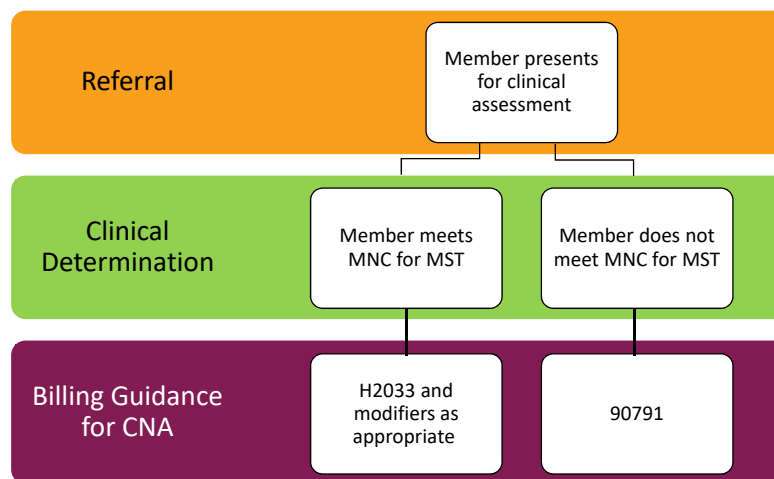 Referral
Member presents
for clinical
assessment
Clinical
Determination
Member meets
MNC for MST
Member does not
meet MNC for MST
Billing Guidance
for CNA
H2033 and
modifiers as
appropriate
90791